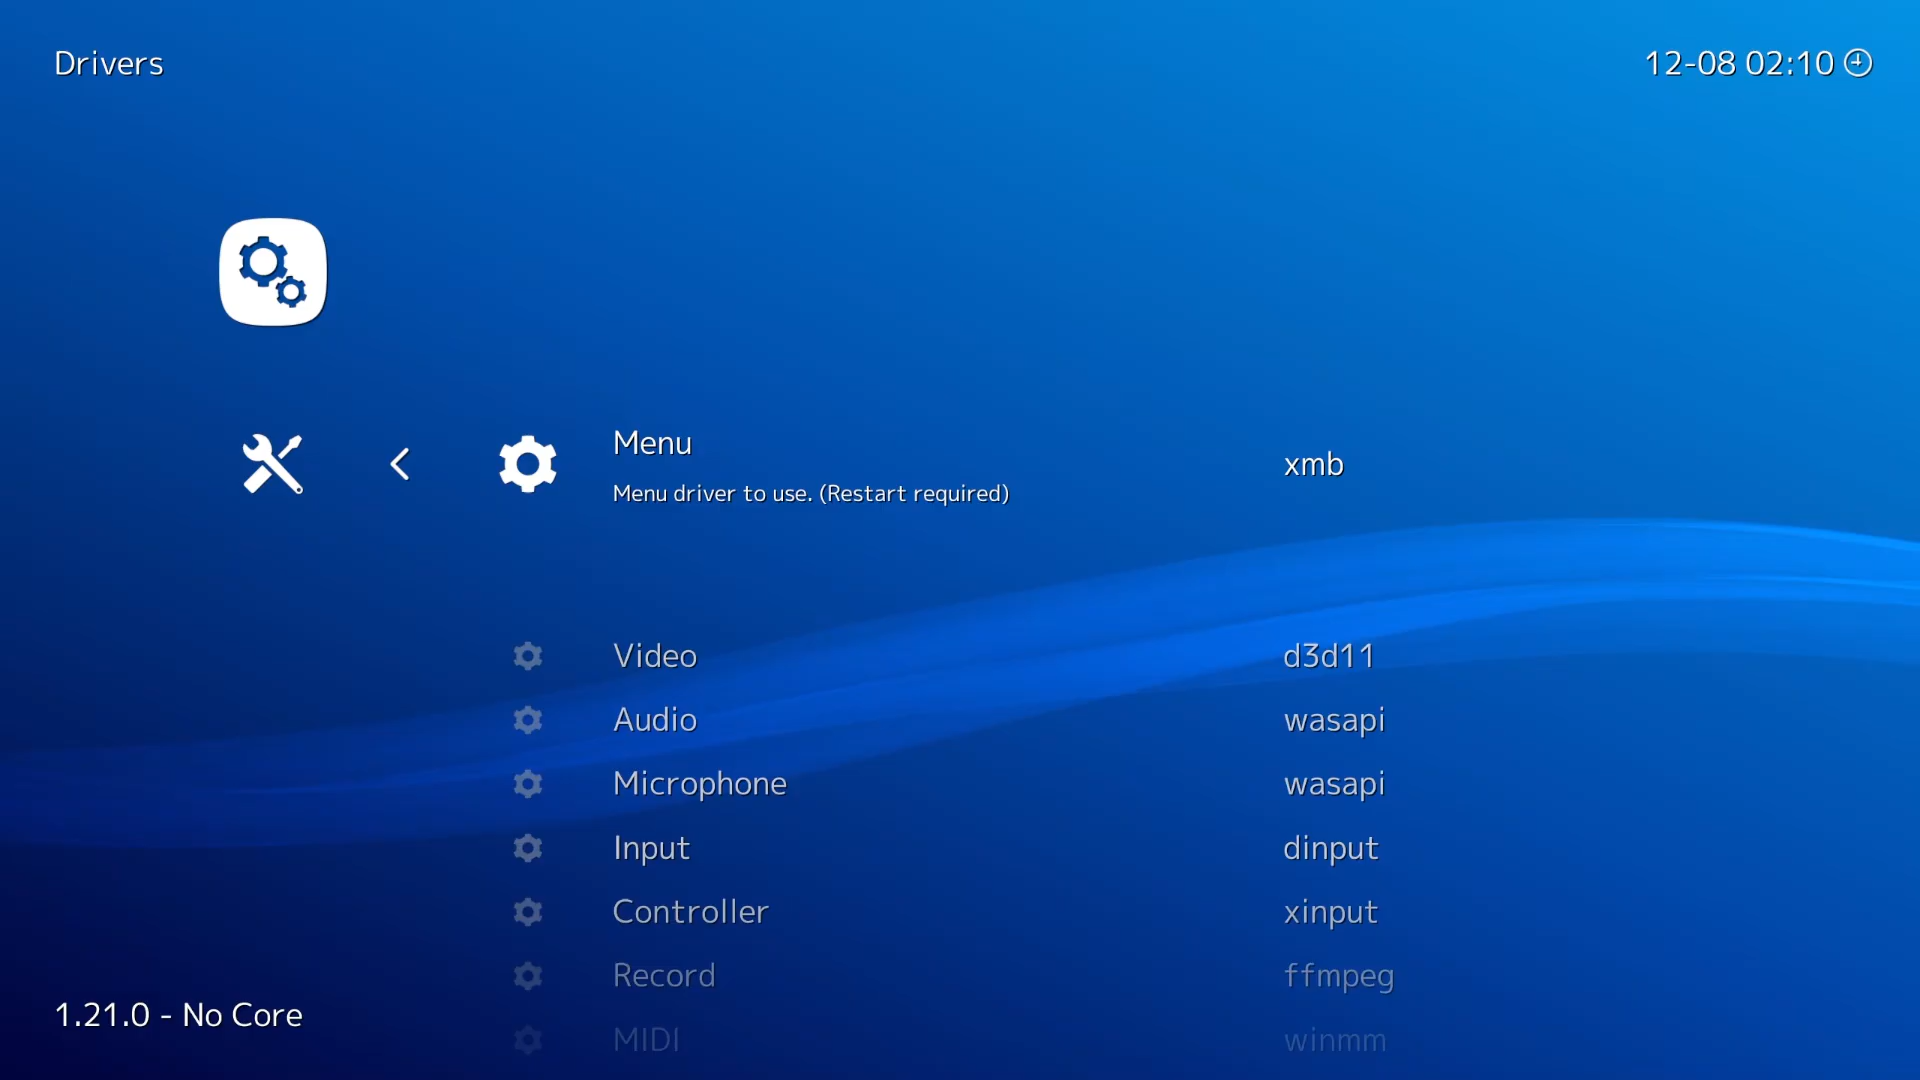 Drivers
12-08 02:10
Menu
Menu driver to use. (Restart required)
xmb
Video d3d11
Audio wasapi
Microphone wasapi
Input dinput
Controller xinput
Record ffmpeg
MIDI winmm
1.21.0 - No Core